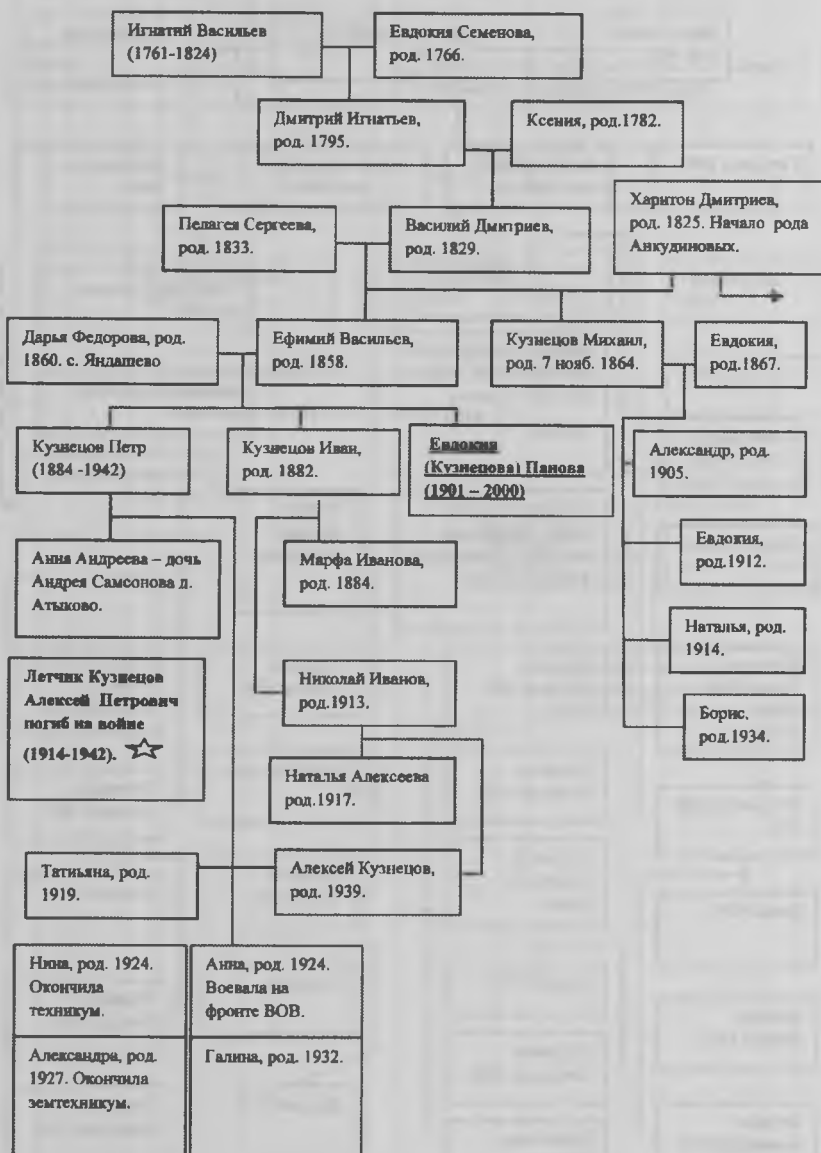 Игнатий Васильев
(1761-1824)
Евдокия Семенова,
род. 1766.
Дмитрий Игнатьев,
род. 1795.
Ксения, род.1782.
Пелагея Сергеева,
род. 1833.
Василий Дмитриев,
род. 1829.
Харитон Дмитриев,
род. 1825. Начало рода
Анкудиновых.
Дарья Федорова, род.
1860. с. Яндашево
Ефимий Васильев,
род. 1858.
Кузнецов Михаил,
род. 7 нояб. 1864.
Евдокия,
род.1867.
Кузнецов Петр
(1884 -1942)
Кузнецов Иван,
род. 1882.
Евдокия
(Кузнецова) Панова
(1901 – 2000)
Александр, род.
1905.
Анна Андреева – дочь
Андрея Самсонова д.
Атыково.
Марфа Иванова,
род. 1884.
Евдокия,
род.1912.
Наталья, род.
1914.
Летчик Кузнецов
Алексей Петрович
погиб на войне
(1914-1942).
Николай Иванов,
род.1913.
Борис,
род.1934.
Наталья Алексеева
род.1917.
Татьяна, род.
1919.
Алексей Кузнецов,
род. 1939.
Нина, род. 1924.
Окончила
техникум.
Анна, род. 1924.
Воевала на
фронте ВОВ.
Александра, род.
1927. Окончила
земтехникум.
Галина, род. 1932.